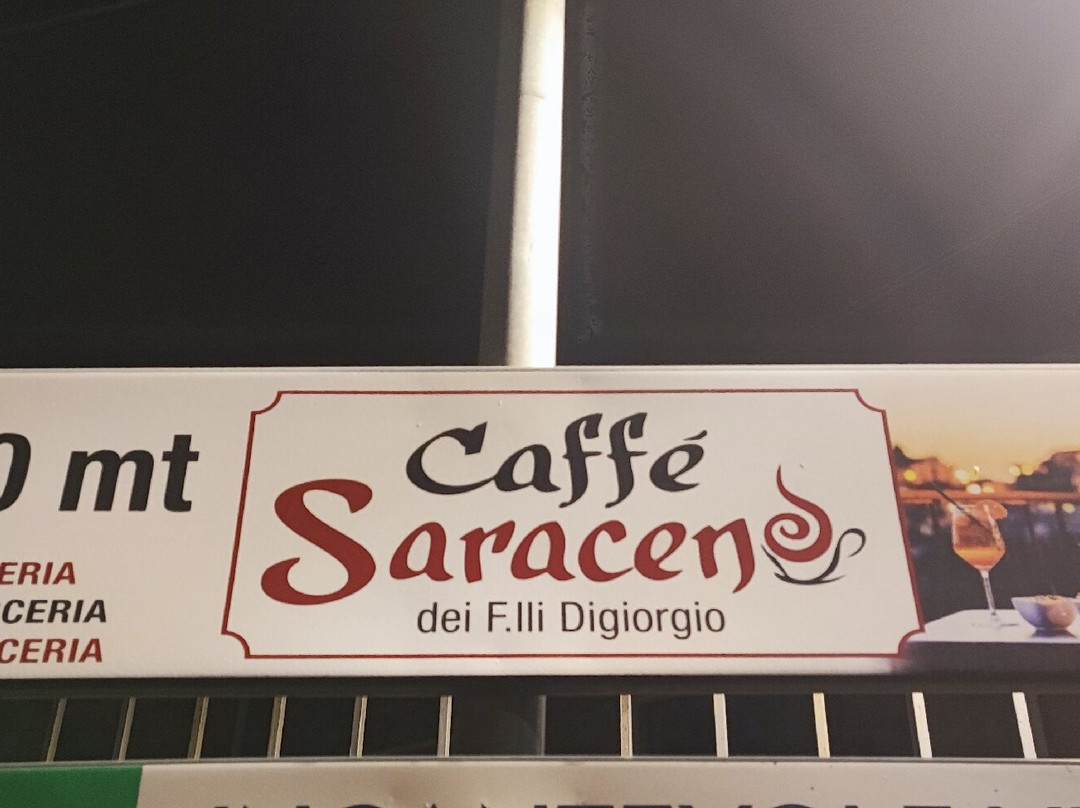 0 mt
ERIA
CERIA
CERIA
Caffé
Saraceno
dei F.lli Digiorgio